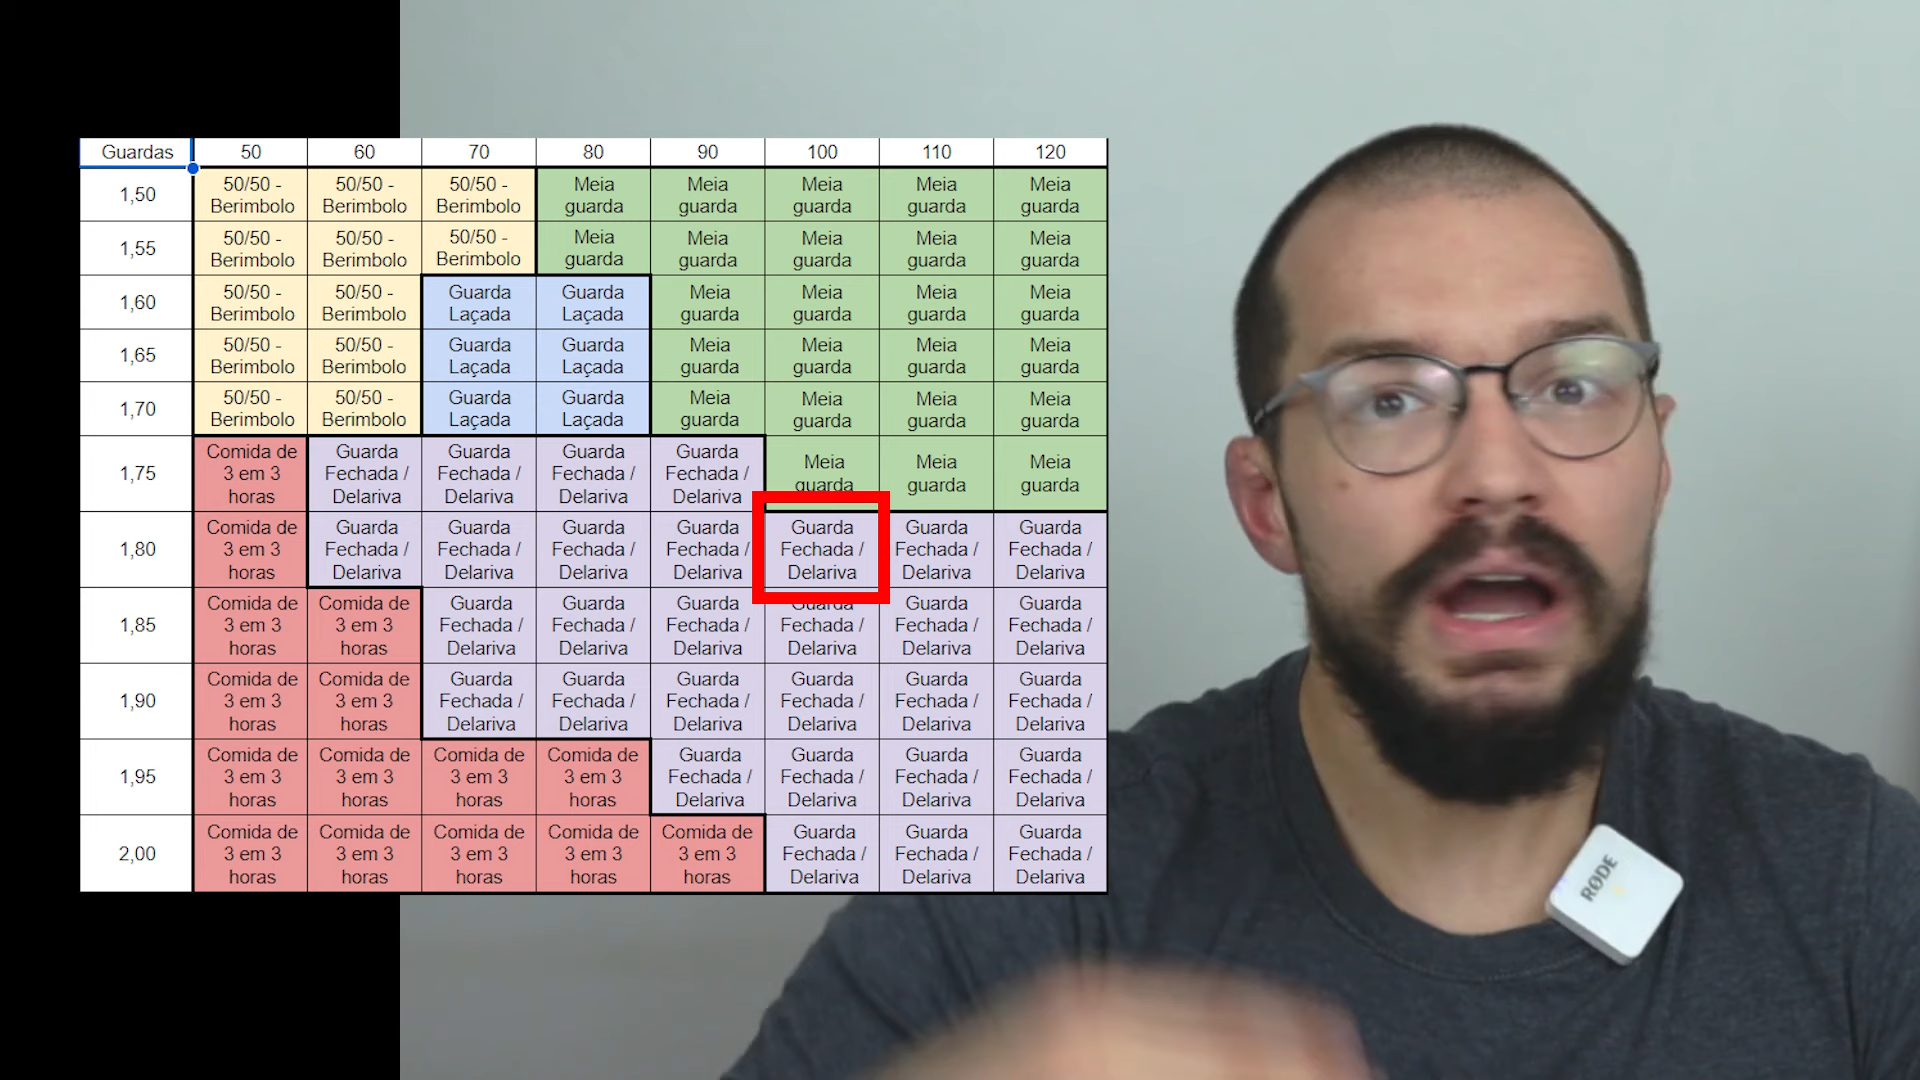 Guardas 50 60 70 80 90 100 110 120
1,50 50/50 - 50/50 - 50/50 - Meia Meia Meia Meia Meia
Berimbolo Berimbolo Berimbolo guarda guarda guarda guarda guarda
1,55 50/50 - 50/50 - 50/50 - Meia Meia Meia Meia Meia
Berimbolo Berimbolo Berimbolo guarda guarda guarda guarda guarda
1,60 50/50 - 50/50 - Guarda Guarda Meia Meia Meia Meia
Berimbolo Berimbolo Laçada Laçada guarda guarda guarda guarda
1,65 50/50 - 50/50 - Guarda Guarda Meia Meia Meia Meia
Berimbolo Berimbolo Laçada Laçada guarda guarda guarda guarda
1,70 50/50 - 50/50 - Guarda Guarda Meia Meia Meia Meia
Berimbolo Berimbolo Laçada Laçada guarda guarda guarda guarda
1,75 Comida de Guarda Guarda Guarda Guarda Meia Meia Meia
3 em 3 Fechada / Fechada / Fechada / Fechada / guarda guarda guarda
horas Delariva Delariva Delariva Delariva
1,80 Comida de Guarda Guarda Guarda Guarda Guarda Guarda Guarda
3 em 3 Fechada / Fechada / Fechada / Fechada / Fechada / Fechada / Fechada /
horas Delariva Delariva Delariva Delariva Delariva Delariva Delariva
1,85 Comida de Comida de Guarda Guarda Guarda Guarda Guarda Guarda
3 em 3 3 em 3 Fechada / Fechada / Fechada / Fechada / Fechada / Fechada /
horas horas Delariva Delariva Delariva Delariva Delariva Delariva
1,90 Comida de Comida de Guarda Guarda Guarda Guarda Guarda Guarda
3 em 3 3 em 3 Fechada / Fechada / Fechada / Fechada / Fechada / Fechada /
horas horas Delariva Delariva Delariva Delariva Delariva Delariva
1,95 Comida de Comida de Comida de Comida de Guarda Guarda Guarda Guarda
3 em 3 3 em 3 3 em 3 3 em 3 Fechada / Fechada / Fechada / Fechada /
horas horas horas horas Delariva Delariva Delariva Delariva
2,00 Comida de Comida de Comida de Comida de Comida de Guarda Guarda Guarda
3 em 3 3 em 3 3 em 3 3 em 3 3 em 3 Fechada / Fechada / Fechada /
horas horas horas horas horas Delariva Delariva Delariva
RØDE